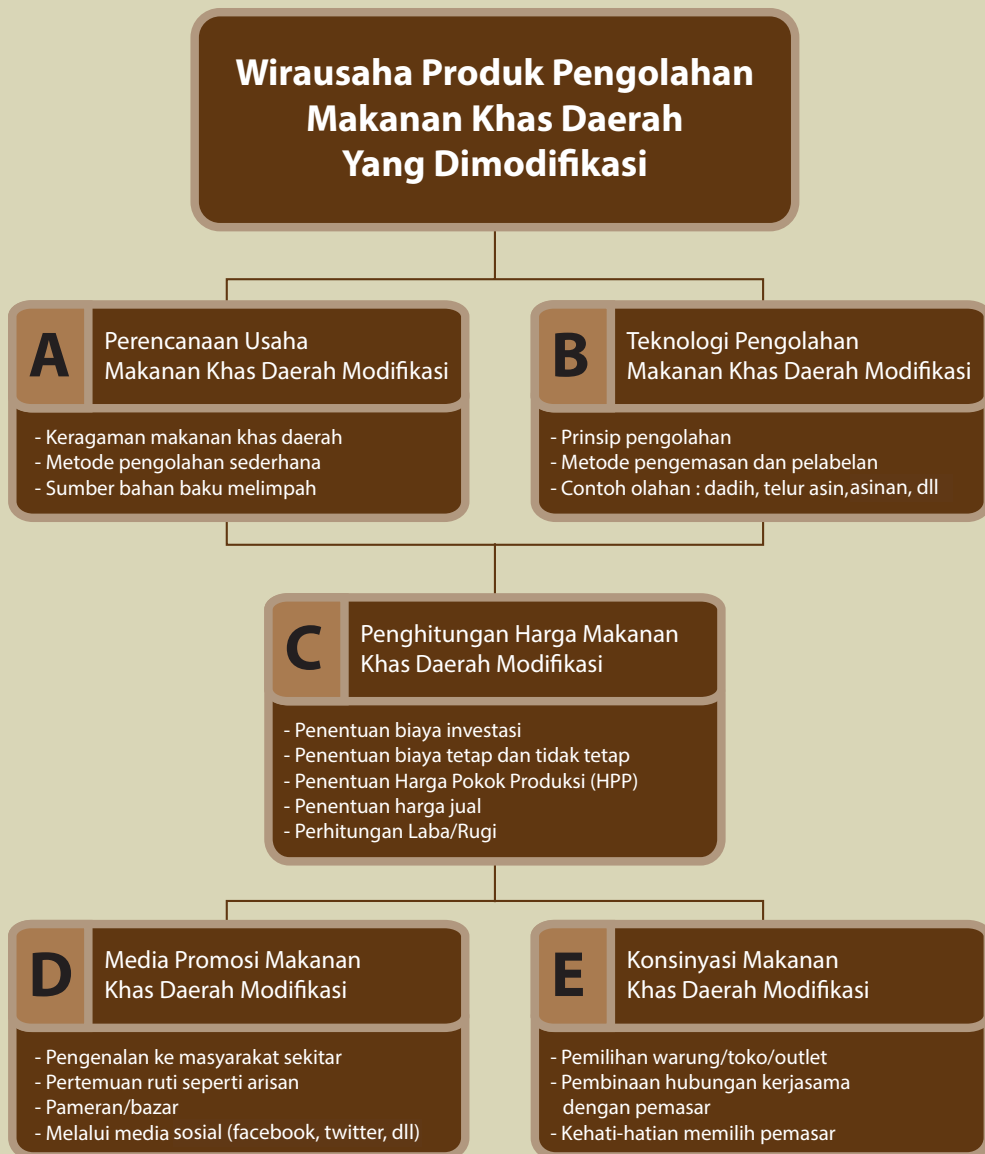 Wirausaha Produk Pengolahan
Makanan Khas Daerah
Yang Dimodifikasi
A
Perencanaan Usaha
Makanan Khas Daerah Modifikasi
- Keragaman makanan khas daerah
- Metode pengolahan sederhana
- Sumber bahan baku melimpah
B
Teknologi Pengolahan
Makanan Khas Daerah Modifikasi
- Prinsip pengolahan
- Metode pengemasan dan pelabelan
- Contoh olahan : dadih, telur asin,asinan, dll
C
Penghitungan Harga Makanan
Khas Daerah Modifikasi
- Penentuan biaya investasi
- Penentuan biaya tetap dan tidak tetap
- Penentuan Harga Pokok Produksi (HPP)
- Penentuan harga jual
- Perhitungan Laba/Rugi
D
Media Promosi Makanan
Khas Daerah Modifikasi
- Pengenalan ke masyarakat sekitar
- Pertemuan ruti seperti arisan
- Pameran/bazar
- Melalui media sosial (facebook, twitter, dll)
E
Konsinyasi Makanan
Khas Daerah Modifikasi
- Pemilihan warung/toko/outlet
- Pembinaan hubungan kerjasama
dengan pemasar
- Kehati-hatian memilih pemasar